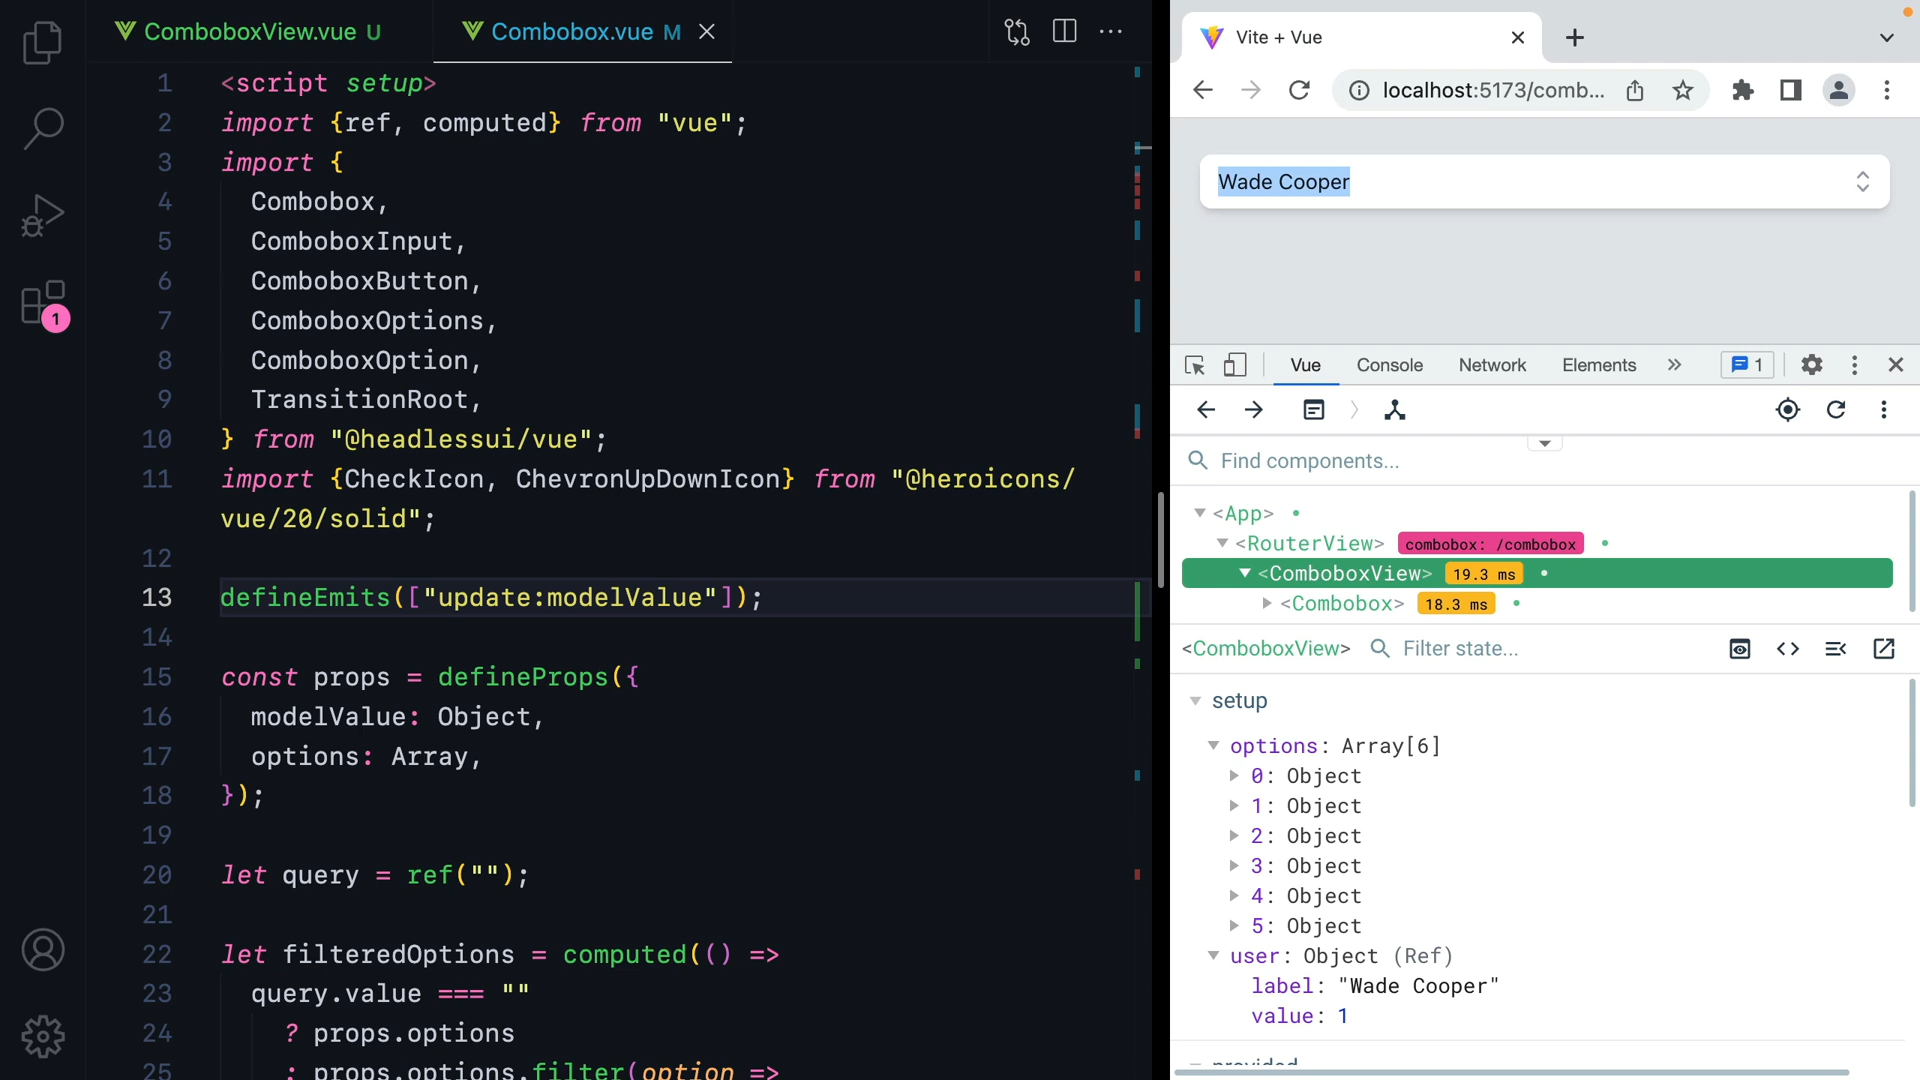 ComboboxView.vue U
Combobox.vue M
1 <script setup>
2 import {ref, computed} from "vue";
3 import {
4 Combobox,
5 ComboboxInput,
6 ComboboxButton,
7 ComboboxOptions,
8 ComboboxOption,
9 TransitionRoot,
10 } from "@headlessui/vue";
11 import {CheckIcon, ChevronUpDownIcon} from "@heroicons/
vue/20/solid";
12
13 defineEmits(["update:modelValue"]);
14
15 const props = defineProps({
16 modelValue: Object,
17 options: Array,
18 });
19
20 let query = ref("");
21
22 let filteredOptions = computed(() =>
23 query.value === ""
24 ? props.options
25 : props.options.filter(option =>
1
Vite + Vue
localhost:5173/comb...
Wade Cooper
Vue Console Network Elements 1
Find components...
<App>
<RouterView> combobox: /combobox
<ComboboxView> 19.3 ms
<Combobox> 18.3 ms
<ComboboxView> Filter state...
setup
options: Array[6]
0: Object
1: Object
2: Object
3: Object
4: Object
5: Object
user: Object (Ref)
label: "Wade Cooper"
value: 1
provided